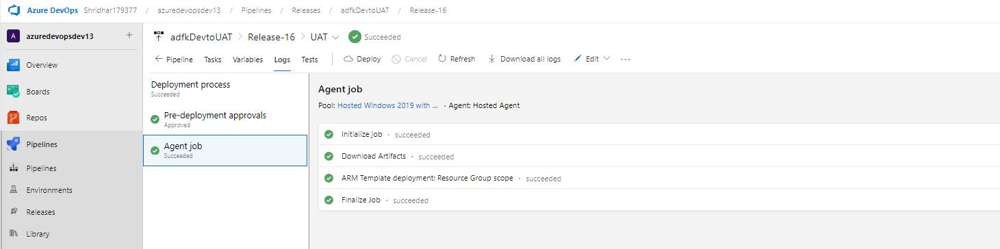 Azure DevOps Shridhar179377 / azuredevopsdev13 / Pipelines / Releases / adfkDevtoUAT / Release-16
A azuredevopsdev13 +
Overview
Boards
Repos
Pipelines
Pipelines
Environments
Releases
Library
adfkDevtoUAT > Release-16 > UAT Succeeded
Pipeline Tasks Variables Logs Tests Deploy Cancel Refresh Download all logs Edit ...
Deployment process
Succeeded
Pre-deployment approvals
Approved
Agent job
Succeeded
Agent job
Pool: Hosted Windows 2019 with ... · Agent: Hosted Agent
Initialize job · succeeded
Download Artifacts · succeeded
ARM Template deployment: Resource Group scope · succeeded
Finalize Job · succeeded